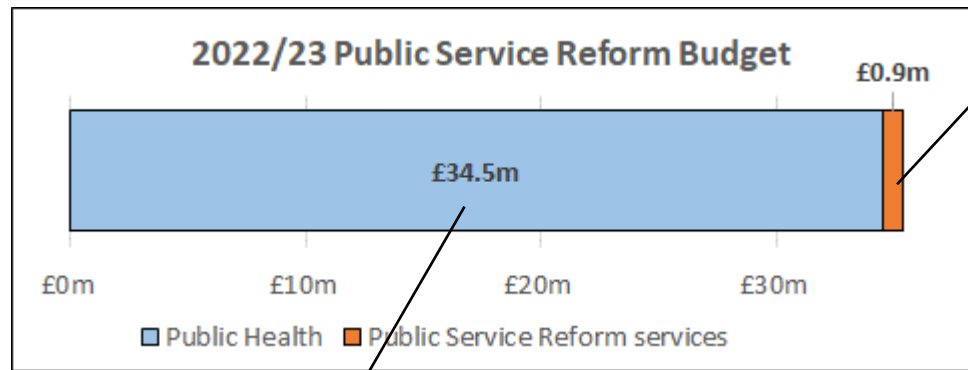 2022/23 Public Service Reform Budget
£0.9m
£34.5m
£0m £10m £20m £30m
Public Health Public Service Reform services